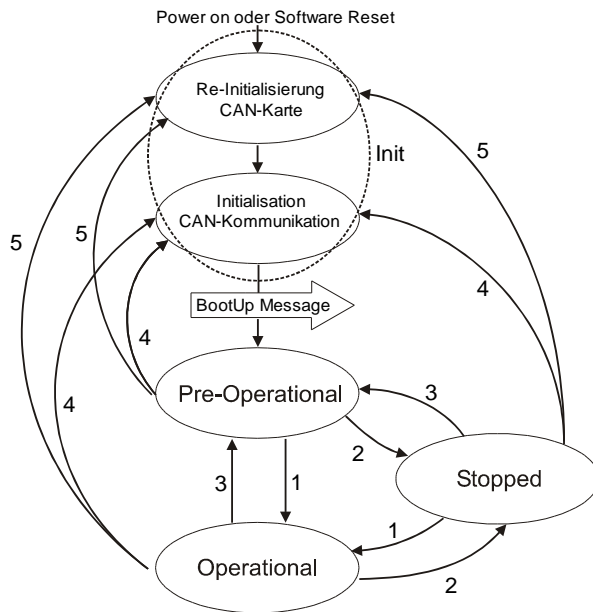 Power on oder Software Reset
Re-Initialisierung
CAN-Karte
Init
5
Initialisation
CAN-Kommunikation
5
5
4
BootUp Message
4
4
Pre-Operational
3
2
3
1
Stopped
1
Operational
2